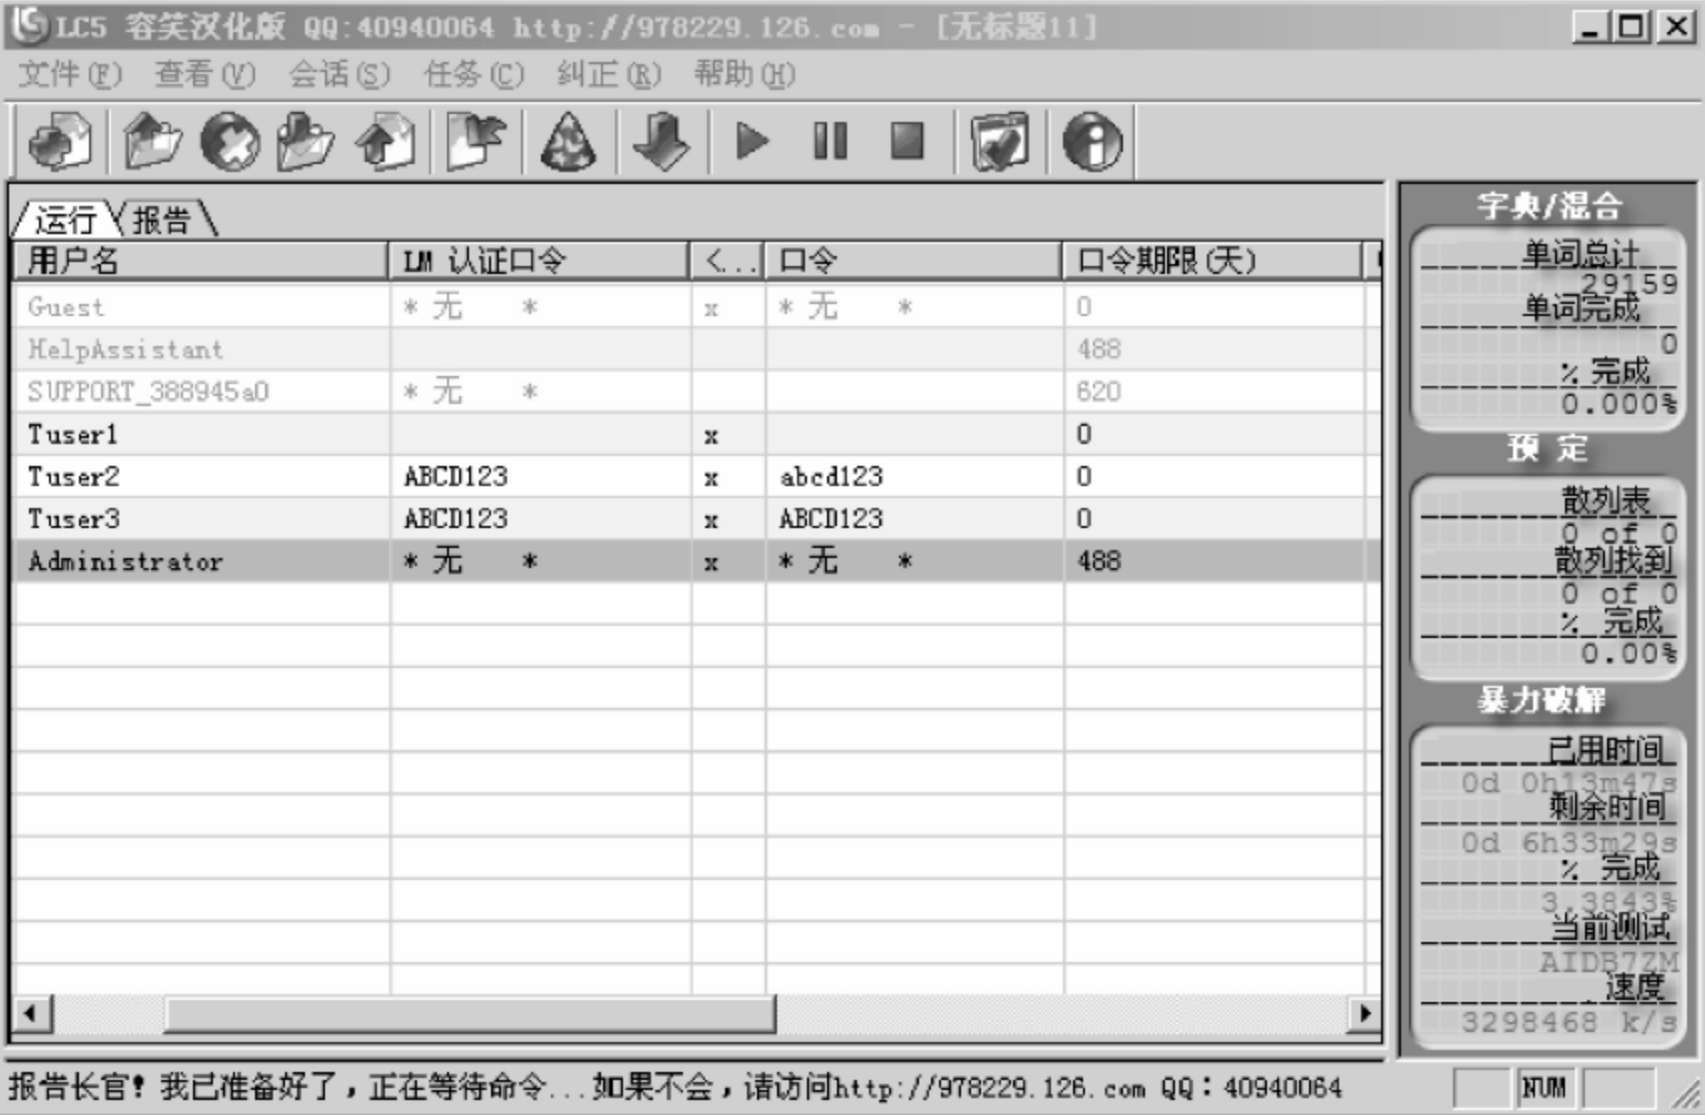 LC5 容笑汉化版 QQ:40940064 http://978229.126.com - [无标题11]
文件(F) 查看(V) 会话(S) 任务(C) 纠正(R) 帮助(H)
运行 报告
用户名 LM 认证口令 <... 口令 口令期限(天)
Guest * 无 * x * 无 * 0
HelpAssistant 488
SUPPORT_388945a0 * 无 * 620
Tuser1 x 0
Tuser2 ABCD123 x abcd123 0
Tuser3 ABCD123 x ABCD123 0
Administrator * 无 * x * 无 * 488
字典/混合
单词总计
29159
单词完成
0
% 完成
0.000%
预 定
散列表
0 of 0
散列找到
0 of 0
% 完成
0.00%
暴力破解
已用时间
0d 0h13m47s
剩余时间
0d 6h33m29s
% 完成
3.3843%
当前测试
AIDB7ZM
速度
3298468 k/s
报告长官! 我已准备好了,正在等待命令...如果不会,请访问http://978229.126.com QQ:40940064
NUM